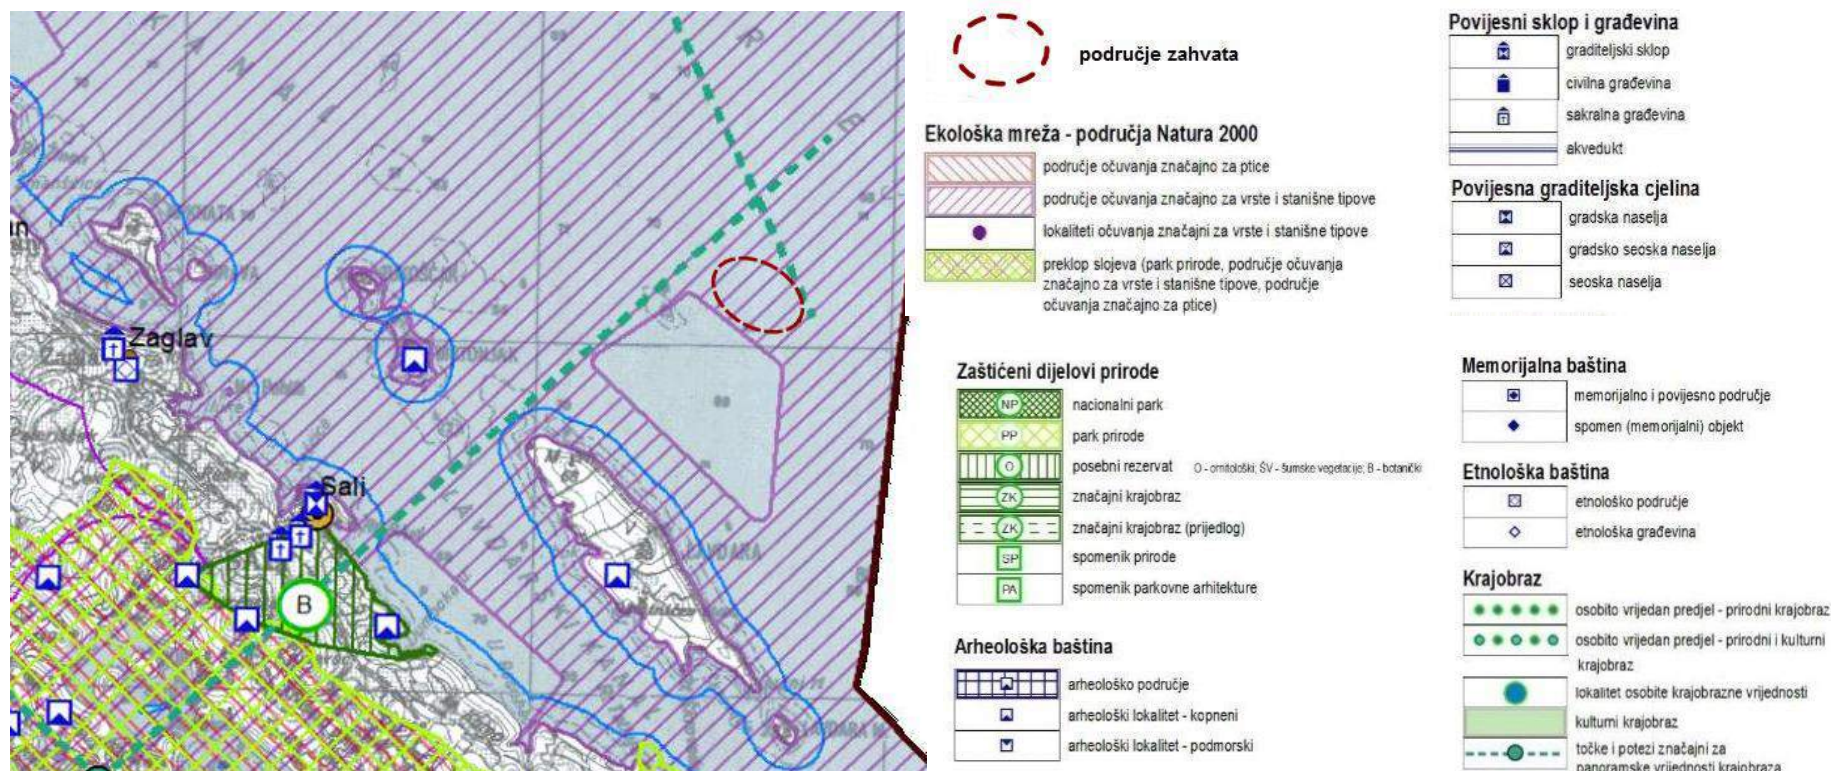 Zaglav
Sali
B
područje zahvata
Ekološka mreža - područja Natura 2000
područje očuvanja značajno za ptice
područje očuvanja značajno za vrste i stanišne tipove
lokaliteti očuvanja značajni za vrste i stanišne tipove
preklop slojeva (park prirode, područje očuvanja
značajno za vrste i stanišne tipove, područje
očuvanja značajno za ptice)
Zaštićeni dijelovi prirode
NP nacionalni park
PP park prirode
O posebni rezervat O - ornitološki; ŠV - šumske vegetacije; B - botanički
ZK značajni krajobraz
ZK značajni krajobraz (prijedlog)
SP spomenik prirode
PA spomenik parkovne arhitekture
Arheološka baština
arheološko područje
arheološki lokalitet - kopneni
arheološki lokalitet - podmorski
Povijesni sklop i građevina
graditeljski sklop
civilna građevina
sakralna građevina
akvedukt
Povijesna graditeljska cjelina
gradska naselja
gradsko seoska naselja
seoska naselja
Memorijalna baština
memorijalno i povijesno područje
spomen (memorijalni) objekt
Etnološka baština
etnološko područje
etnološka građevina
Krajobraz
osobito vrijedan predjel - prirodni krajobraz
osobito vrijedan predjel - prirodni i kulturni
krajobraz
lokalitet osobite krajobrazne vrijednosti
kulturni krajobraz
točke i potezi značajni za
panoramske vrijednosti krajobraza